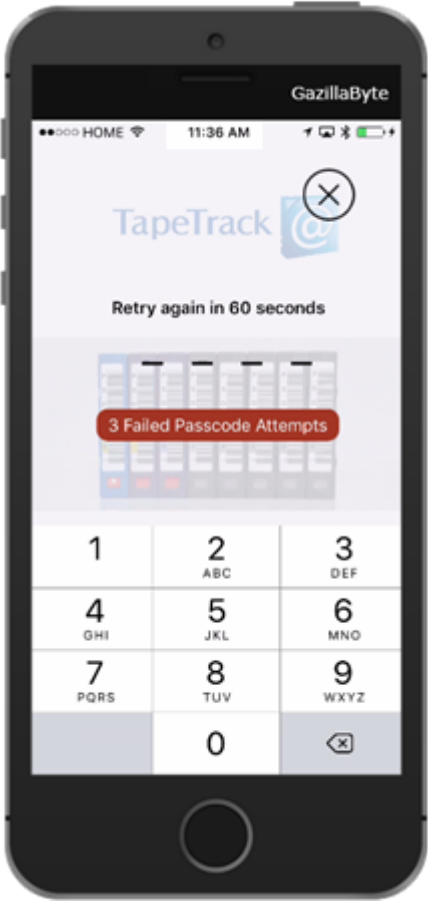 GazillaByte
HOME 11:36 AM
TapeTrack @
Retry again in 60 seconds
3 Failed Passcode Attempts
1 2 3
ABC DEF
4 5 6
GHI JKL MNO
7 8 9
PQRS TUV WXYZ
0